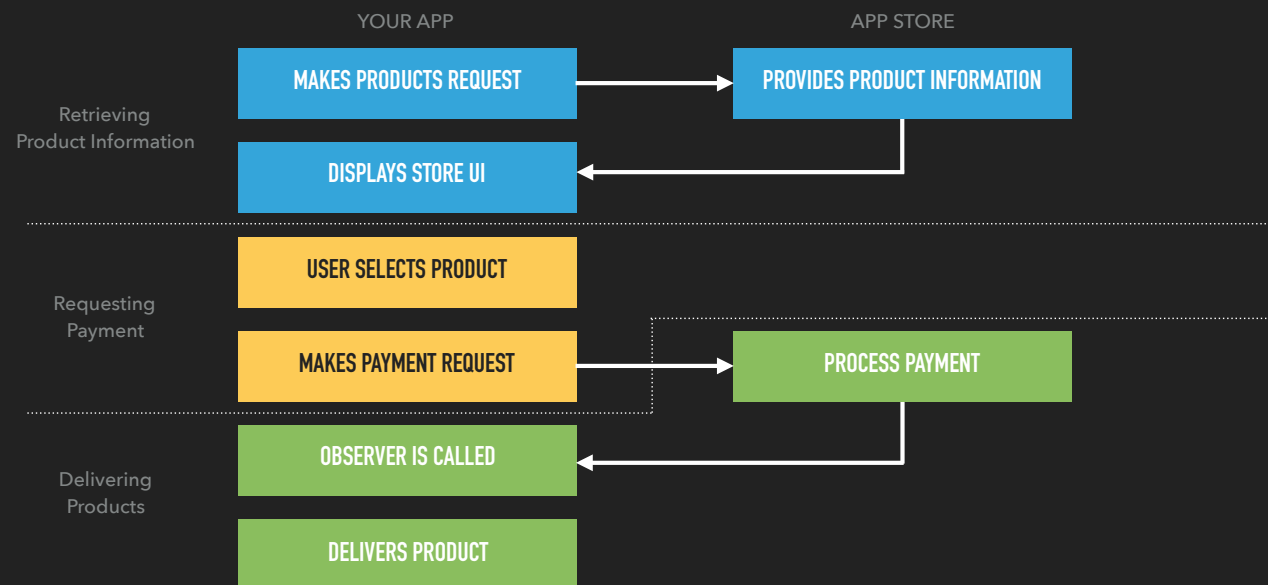 YOUR APP
APP STORE
MAKES PRODUCTS REQUEST
PROVIDES PRODUCT INFORMATION
Retrieving
Product Information
DISPLAYS STORE UI
USER SELECTS PRODUCT
Requesting
Payment
MAKES PAYMENT REQUEST
PROCESS PAYMENT
OBSERVER IS CALLED
Delivering
Products
DELIVERS PRODUCT